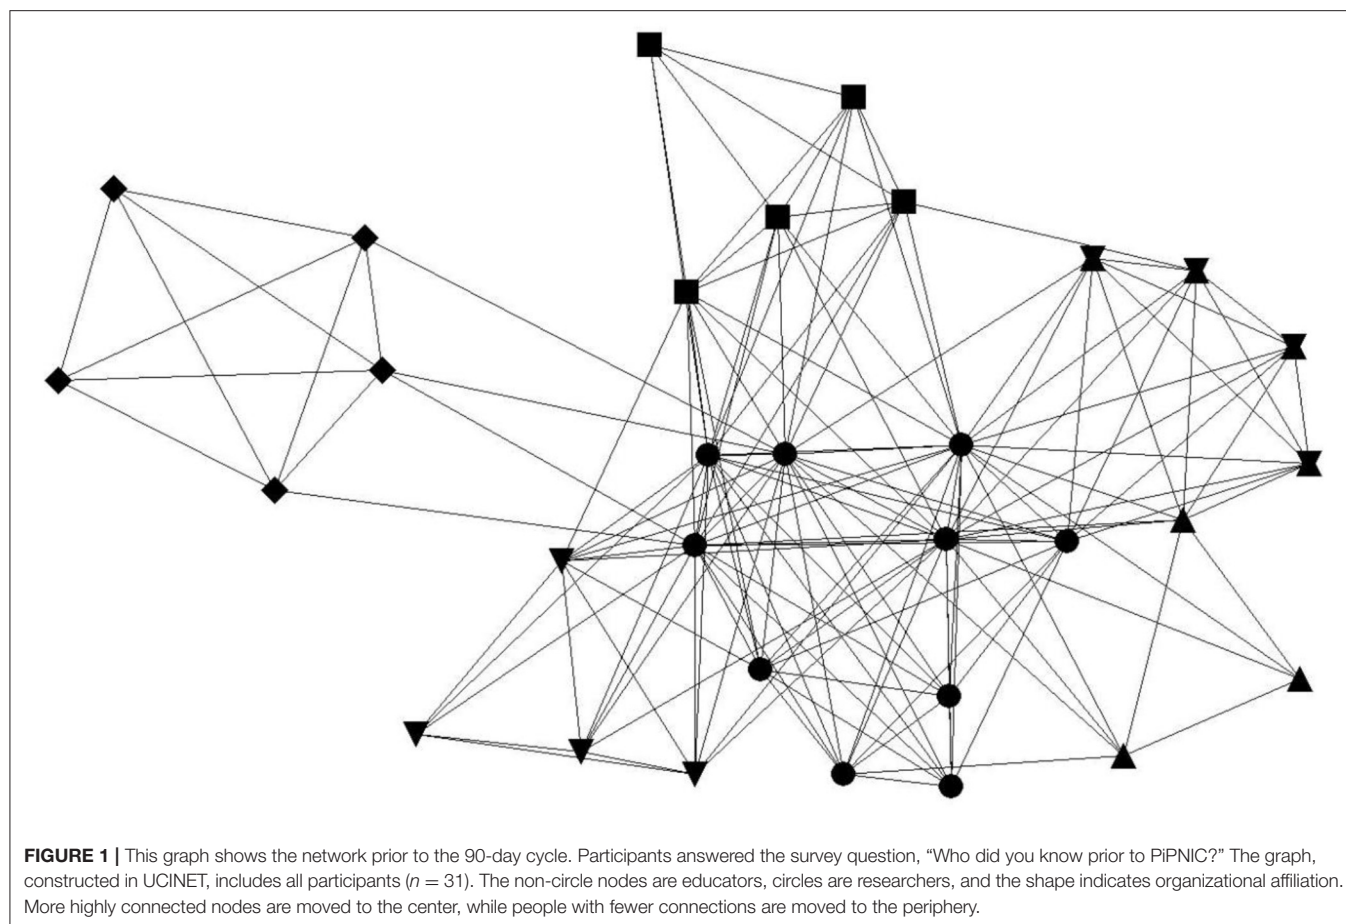 FIGURE 1 | This graph shows the network prior to the 90-day cycle. Participants answered the survey question, “Who did you know prior to PiPNIC?” The graph,
constructed in UCINET, includes all participants (n = 31). The non-circle nodes are educators, circles are researchers, and the shape indicates organizational affiliation.
More highly connected nodes are moved to the center, while people with fewer connections are moved to the periphery.